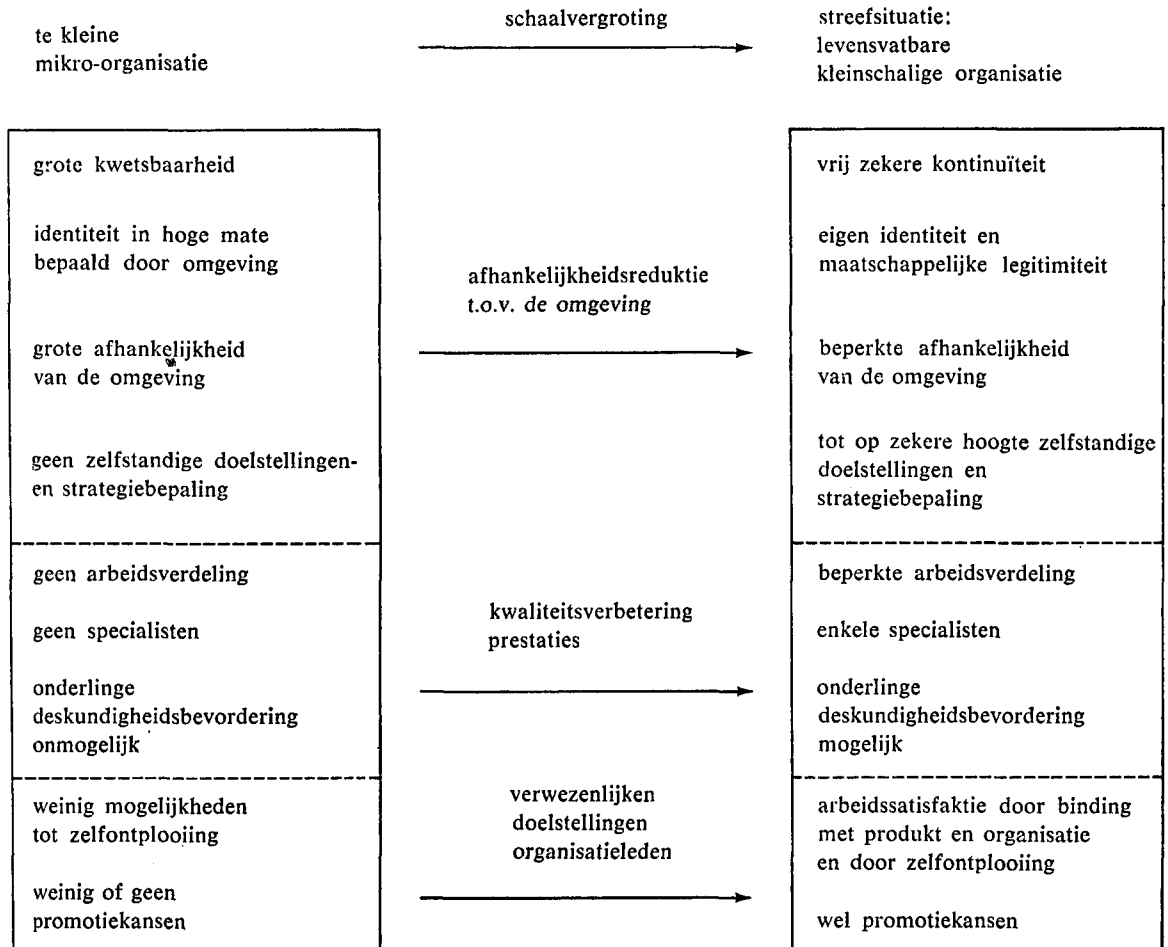 te kleine
mikro-organisatie
schaalvergroting
streefsituatie:
levensvatbare
kleinschalige organisatie
grote kwetsbaarheid
identiteit in hoge mate
bepaald door omgeving
grote afhankelijkheid
van de omgeving
geen zelfstandige doelstellingen-
en strategiebepaling
afhankelijkheidsreduktie
t.o.v. de omgeving
vrij zekere kontinuïteit
eigen identiteit en
maatschappelijke legitimiteit
beperkte afhankelijkheid
van de omgeving
tot op zekere hoogte zelfstandige
doelstellingen en
strategiebepaling
geen arbeidsverdeling
geen specialisten
onderlinge
deskundigheidsbevordering
onmogelijk
kwaliteitsverbetering
prestaties
beperkte arbeidsverdeling
enkele specialisten
onderlinge
deskundigheidsbevordering
mogelijk
weinig mogelijkheden
tot zelfontplooiing
weinig of geen
promotiekansen
verwezenlijken
doelstellingen
organisatieleden
arbeidssatisfaktie door binding
met produkt en organisatie
en door zelfontplooiing
wel promotiekansen